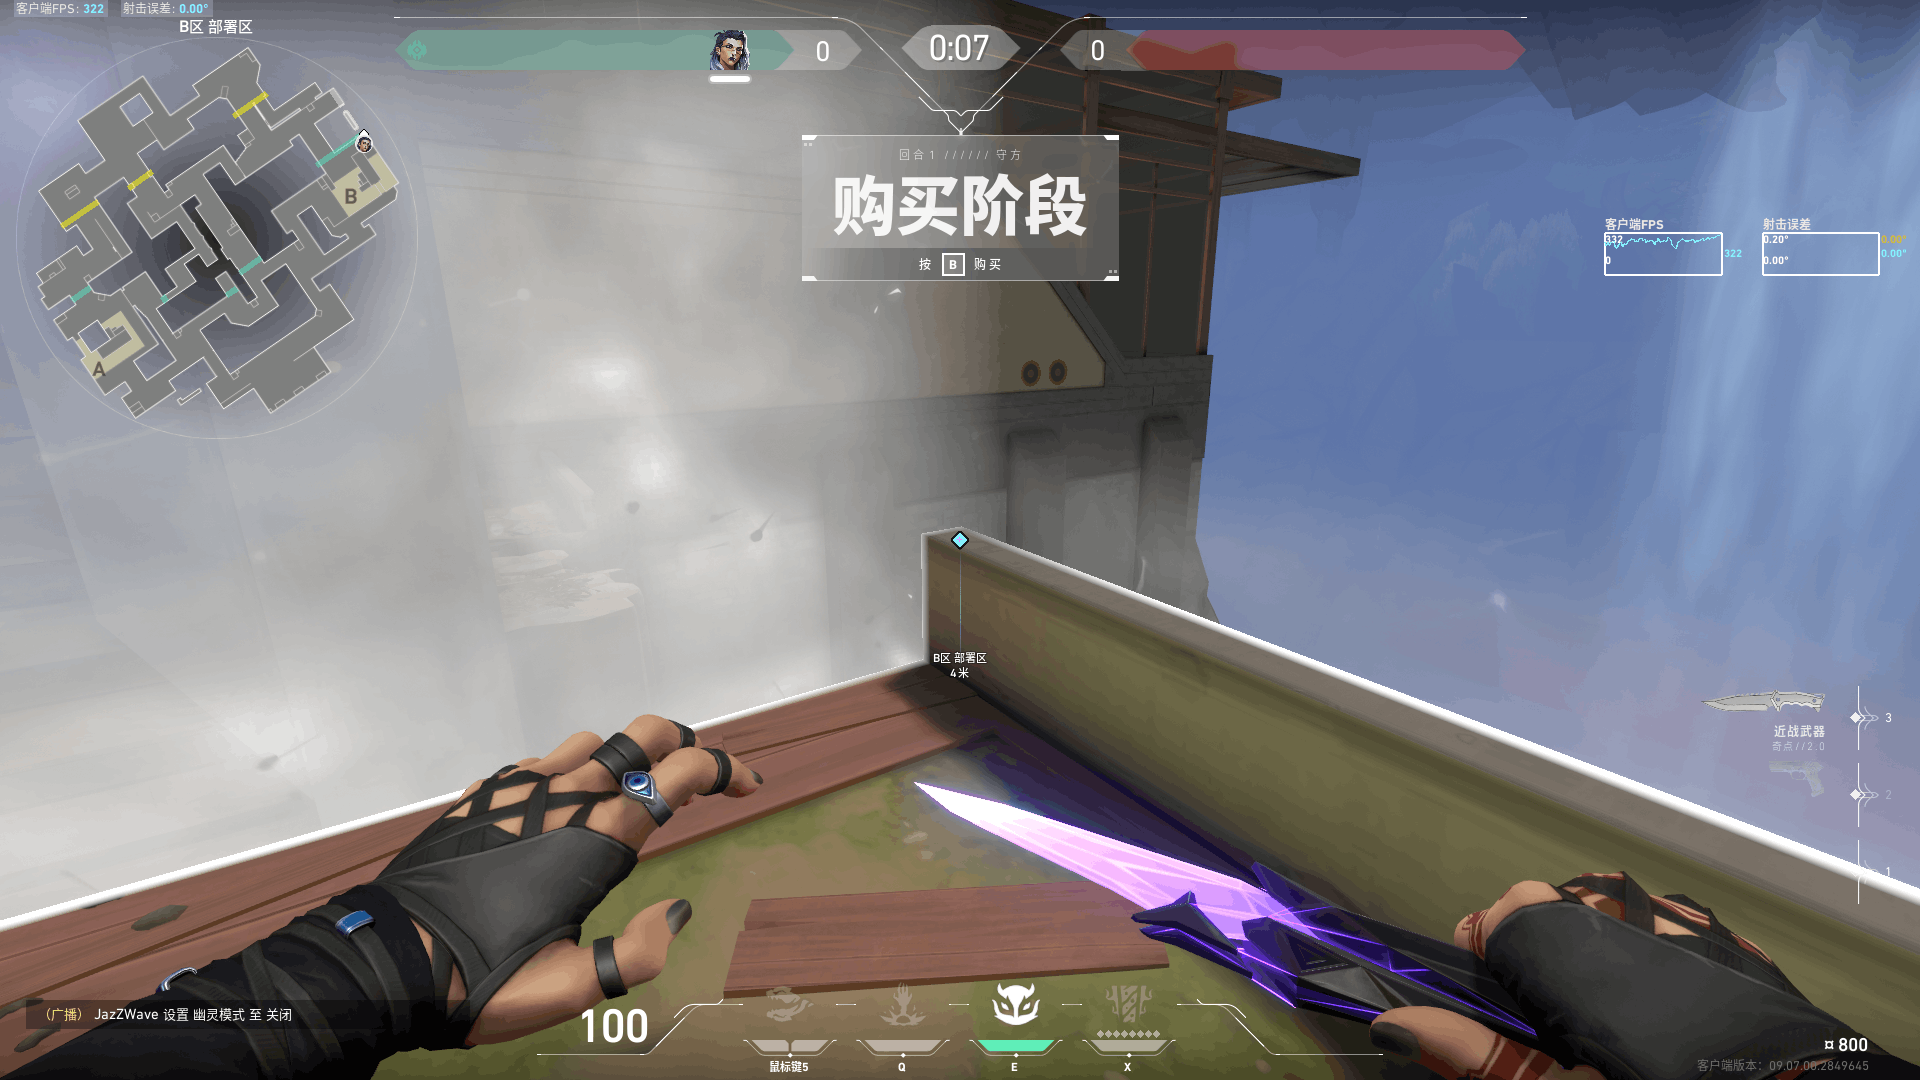 客户端FPS: 322 射击误差: 0.00°
B区 部署区
0
0:07
0
回合 1 ////// 守方
购买阶段
按 B 购买
B
A
客户端FPS
332
0
322
射击误差
0.20°
0.00°
0.00°
0.00°
B区 部署区
4米
3
近战武器
奇点//2.0
2
1
（广播） JazZWave 设置 幽灵模式 至 关闭
100
鼠标键5
Q
E
X
¤ 800
客户端版本: 09.07.00.2849645